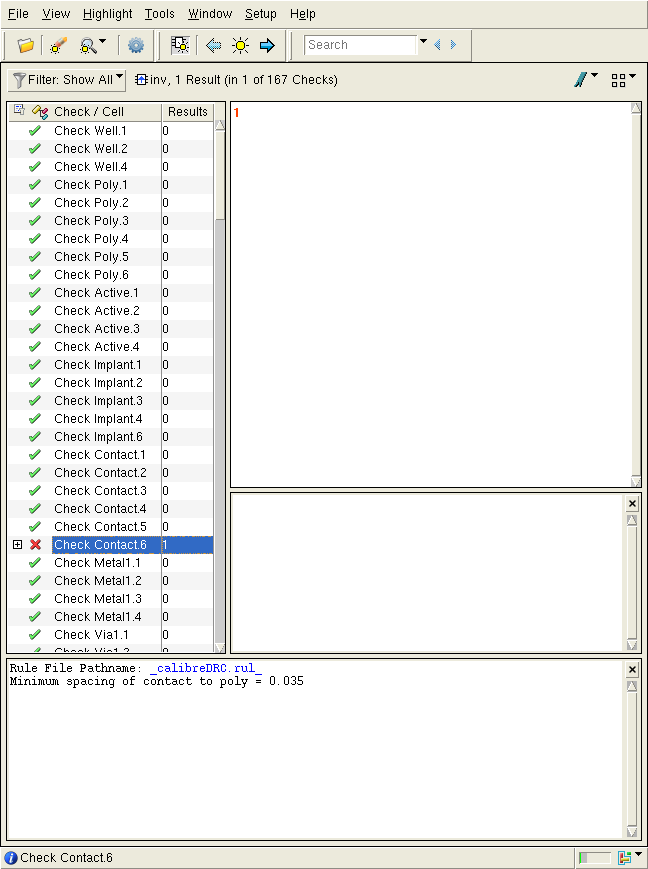 File View Highlight Tools Window Setup Help
Search
Filter: Show All inv, 1 Result (in 1 of 167 Checks)
Check / Cell Results
Check Well.1 0
Check Well.2 0
Check Well.4 0
Check Poly.1 0
Check Poly.2 0
Check Poly.3 0
Check Poly.4 0
Check Poly.5 0
Check Poly.6 0
Check Active.1 0
Check Active.2 0
Check Active.3 0
Check Active.4 0
Check Implant.1 0
Check Implant.2 0
Check Implant.3 0
Check Implant.4 0
Check Implant.6 0
Check Contact.1 0
Check Contact.2 0
Check Contact.3 0
Check Contact.4 0
Check Contact.5 0
Check Contact.6 1
Check Metal1.1 0
Check Metal1.2 0
Check Metal1.3 0
Check Metal1.4 0
Check Via1.1 0
Check Via1.2 0
1
Rule File Pathname: _calibreDRC.rul_
Minimum spacing of contact to poly = 0.035
Check Contact.6